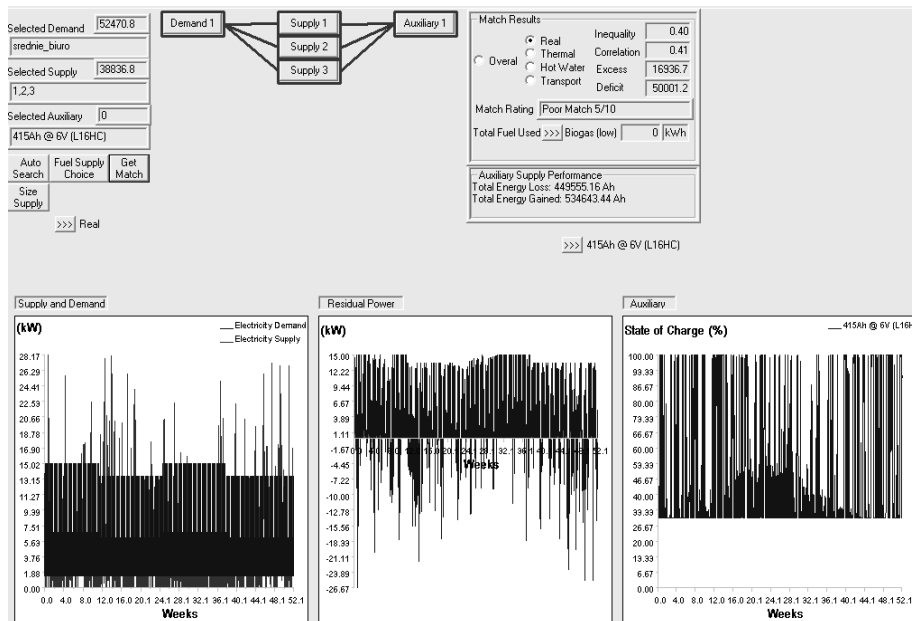 Selected Demand 52470.8
srednie_biuro
Selected Supply 38836.8
1,2,3
Selected Auxiliary 0
415Ah @ 6V (L16HC)
Auto Search Fuel Supply Choice Get Match
Size Supply
>>> Real
Demand 1 Supply 1 Auxiliary 1
Supply 2
Supply 3
Match Results
Overal
Real
Thermal
Hot Water
Transport
Inequality 0.40
Correlation 0.41
Excess 16936.7
Deficit 50001.2
Match Rating Poor Match 5/10
Total Fuel Used >>> Biogas (low) 0 kWh
Auxiliary Supply Performance
Total Energy Loss: 449555.16 Ah
Total Energy Gained: 534643.44 Ah
>>> 415Ah @ 6V (L16HC)
Supply and Demand
(kW)
Electricity Demand
Electricity Supply
28.17
26.29
24.41
22.53
20.66
18.78
16.90
15.02
13.15
11.27
9.39
7.51
5.63
3.76
1.88
0.00
0.0 4.0 8.0 12.0 16.0 20.1 24.1 28.1 32.1 36.1 40.1 44.1 48.1 52.1
Weeks
Residual Power
(kW)
15.00
12.22
9.44
6.67
3.89
1.11
-1.67
-4.45
-7.22
-10.00
-12.78
-15.56
-18.33
-21.11
-23.89
-26.67
Weeks
Auxiliary
State of Charge (%)
415Ah @ 6V (L16H
100.00
93.33
86.67
80.00
73.33
66.67
60.00
53.33
46.67
40.00
33.33
26.67
20.00
13.33
6.67
0.00
0.0 4.0 8.0 12.0 16.0 20.1 24.1 28.1 32.1 36.1 40.1 44.1 48.1 52.1
Weeks